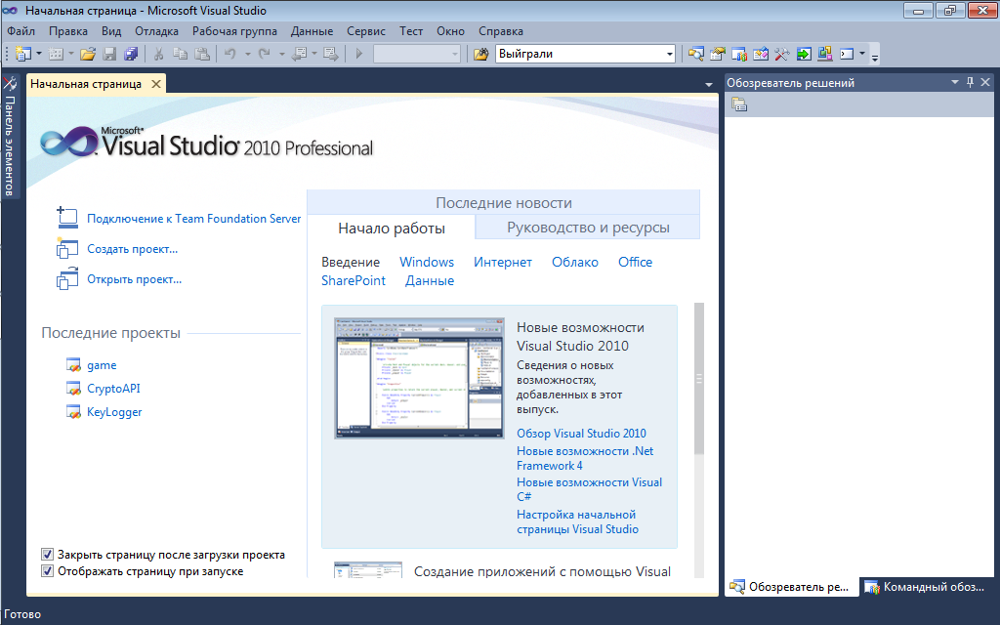 Начальная страница - Microsoft Visual Studio
Файл Правка Вид Отладка Рабочая группа Данные Сервис Тест Окно Справка
Выйграли
Панель элементов
Начальная страница
Microsoft®
Visual Studio® 2010 Professional
Подключение к Team Foundation Server
Создать проект...
Открыть проект...
Последние проекты
game
CryptoAPI
KeyLogger
Закрыть страницу после загрузки проекта
Отображать страницу при запуске
Последние новости
Начало работы
Руководство и ресурсы
Введение Windows Интернет Облако Office
SharePoint Данные
Новые возможности
Visual Studio 2010
Сведения о новых
возможностях,
добавленных в этот
выпуск.
Обзор Visual Studio 2010
Новые возможности .Net
Framework 4
Новые возможности Visual
C#
Настройка начальной
страницы Visual Studio
Создание приложений с помощью Visual
Обозреватель решений
Обозреватель ре...
Командный обоз...
Готово